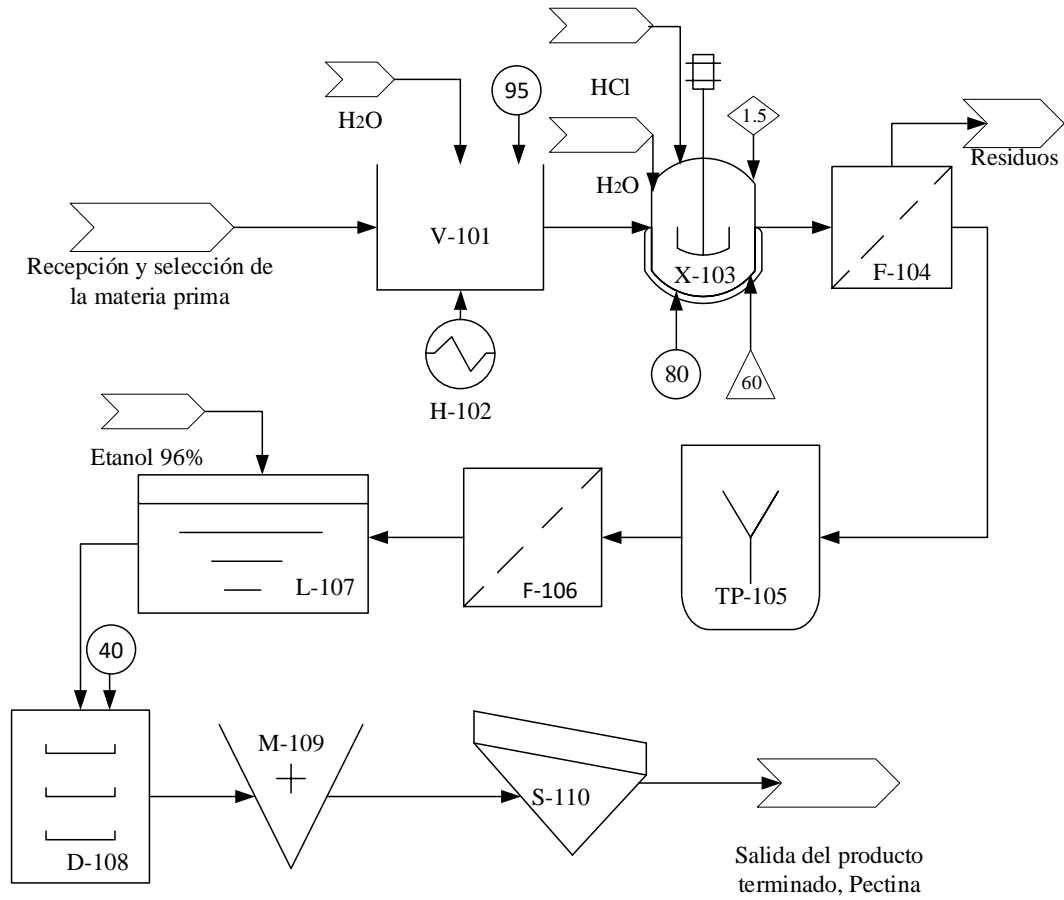 HCl
95
H2O
1.5
H2O
Residuos
V-101
Recepción y selección de
la materia prima
X-103
F-104
80
60
H-102
Etanol 96%
L-107
F-106
TP-105
40
M-109
S-110
D-108
Salida del producto
terminado, Pectina